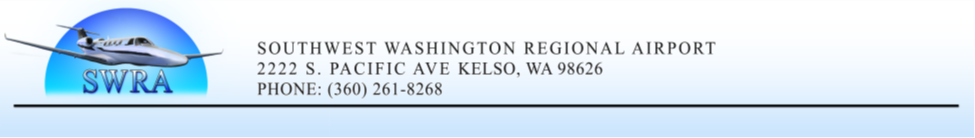 SWRA
SOUTHWEST WASHINGTON REGIONAL AIRPORT
2222 S. PACIFIC AVE KELSO, WA 98626
PHONE: (360) 261-8268